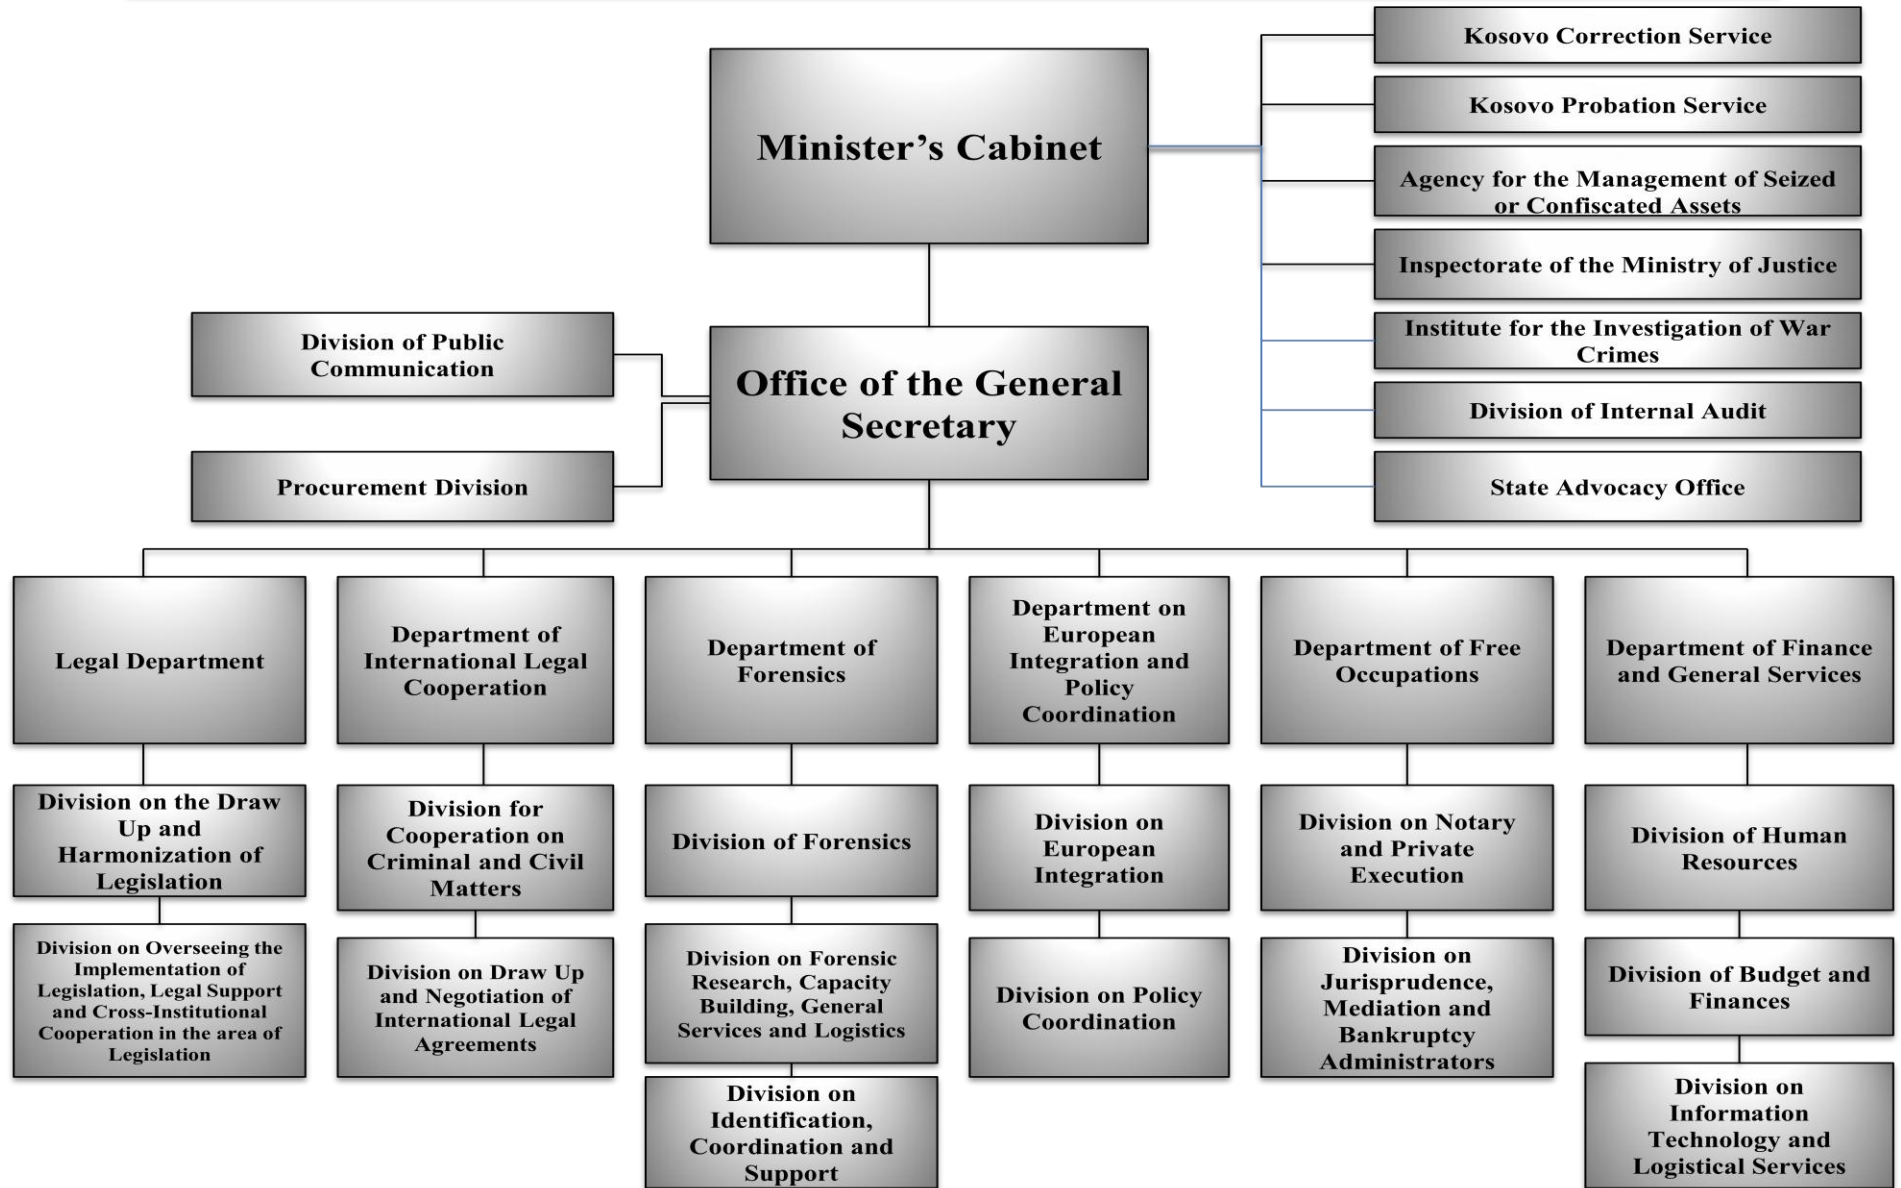 Kosovo Correction Service
Kosovo Probation Service
Minister’s Cabinet
Agency for the Management of Seized
or Confiscated Assets
Inspectorate of the Ministry of Justice
Institute for the Investigation of War
Crimes
Division of Internal Audit
State Advocacy Office
Division of Public
Communication
Office of the General
Secretary
Procurement Division
Legal Department
Department of
International Legal
Cooperation
Department of
Forensics
Department on
European
Integration and
Policy
Coordination
Department of Free
Occupations
Department of Finance
and General Services
Division on the Draw
Up and
Harmonization of
Legislation
Division for
Cooperation on
Criminal and Civil
Matters
Division of Forensics
Division on
European
Integration
Division on Notary
and Private
Execution
Division of Human
Resources
Division on Overseeing the
Implementation of
Legislation, Legal Support
and Cross-Institutional
Cooperation in the area of
Legislation
Division on Draw Up
and Negotiation of
International Legal
Agreements
Division on Forensic
Research, Capacity
Building, General
Services and Logistics
Division on Policy
Coordination
Division on
Jurisprudence,
Mediation and
Bankruptcy
Administrators
Division of Budget and
Finances
Division on
Identification,
Coordination and
Support
Division on
Information
Technology and
Logistical Services